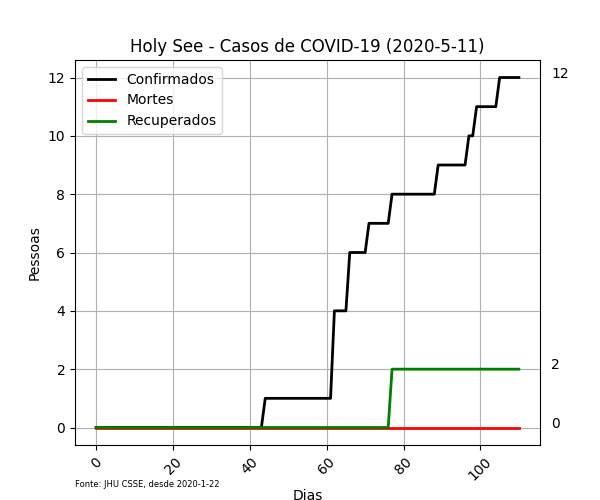 Holy See - Casos de COVID-19 (2020-5-11)
Confirmados
Mortes
Recuperados
12
10
8
6
4
2
0
Pessoas
12
2
0
0
20
40
60
80
100
Dias
Fonte: JHU CSSE, desde 2020-1-22